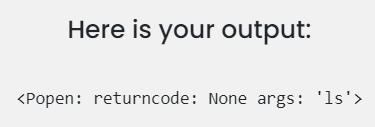 Here is your output:
<Popen: returncode: None args: 'ls'>